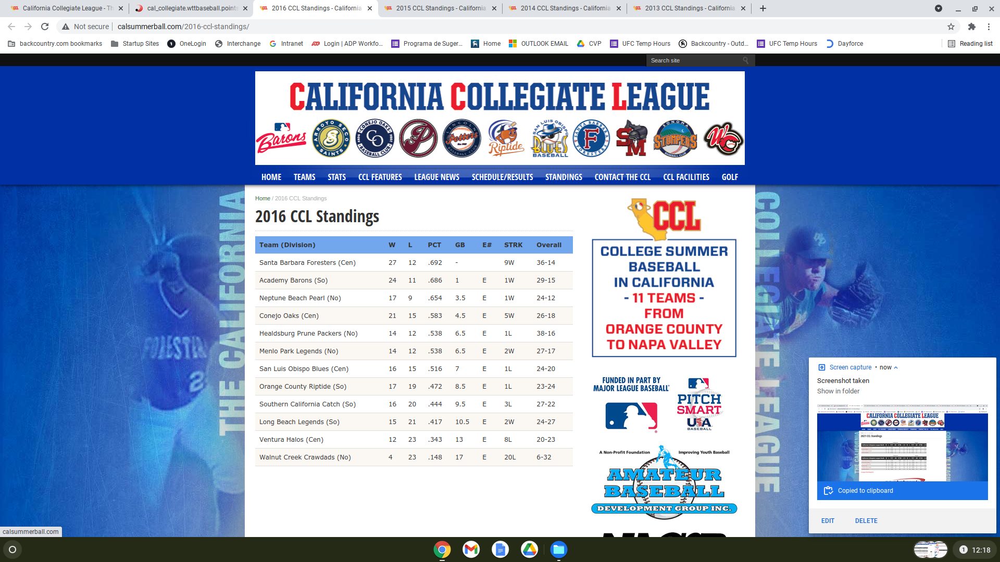 California Collegiate League - Th
cal_collegiate.wttbaseball.points
2016 CCL Standings - California
2015 CCL Standings - California
2014 CCL Standings - California
2013 CCL Standings - California
Not secure
calsummerball.com/2016-ccl-standings/
backcountry.com bookmarks
Startup Sites
OneLogin
Interchange
Intranet
Login | ADP Workfo...
Programa de Suger...
Home
OUTLOOK EMAIL
CVP
UFC Temp Hours
Backcountry - Outd...
UFC Temp Hours
Dayforce
Reading list
Search site
CALIFORNIA COLLEGIATE LEAGUE
Barons
ARROYO SECO
S
SAINTS
CONEJO OAKS
CO
BASEBALL CLUB
P
LINCOLN
Potters
BASEBALL CLUB
Riptide
SAN LUIS OBISPO
BLUES
BASEBALL
SANTA BARBARA
F
FORESTERS
SM
SONOMA
STOMPERS
BASEBALL CLUB
WC
HOME TEAMS STATS CCL FEATURES LEAGUE NEWS SCHEDULE/RESULTS STANDINGS CONTACT THE CCL CCL FACILITIES GOLF
THE CALIFORNIA
COLLEGIATE LEAGUE
Home / 2016 CCL Standings
2016 CCL Standings
Team (Division) W L PCT GB E# STRK Overall
Santa Barbara Foresters (Cen) 27 12 .692 - 9W 36-14
Academy Barons (So) 24 11 .686 1 E 1W 29-15
Neptune Beach Pearl (No) 17 9 .654 3.5 E 1W 24-12
Conejo Oaks (Cen) 21 15 .583 4.5 E 5W 26-18
Healdsburg Prune Packers (No) 14 12 .538 6.5 E 1L 38-16
Menlo Park Legends (No) 14 12 .538 6.5 E 2W 27-17
San Luis Obispo Blues (Cen) 16 15 .516 7 E 1L 24-20
Orange County Riptide (So) 17 19 .472 8.5 E 1L 23-24
Southern California Catch (So) 16 20 .444 9.5 E 3L 27-22
Long Beach Legends (So) 15 21 .417 10.5 E 2W 24-27
Ventura Halos (Cen) 12 23 .343 13 E 8L 20-23
Walnut Creek Crawdads (No) 4 23 .148 17 E 20L 6-32
CCL
COLLEGE SUMMER
BASEBALL
IN CALIFORNIA
- 11 TEAMS -
FROM
ORANGE COUNTY
TO NAPA VALLEY
FUNDED IN PART BY
MAJOR LEAGUE BASEBALL
PITCH
SMART
USA
BASEBALL
A Non-Profit Foundation
Improving Youth Baseball
AMATEUR
BASEBALL
DEVELOPMENT GROUP INC.
Screen capture • now
Screenshot taken
Show in folder
CALIFORNIA COLLEGIATE LEAGUE
2021 CCL Standings
Copied to clipboard
EDIT
DELETE
calsummerball.com
1
12:18